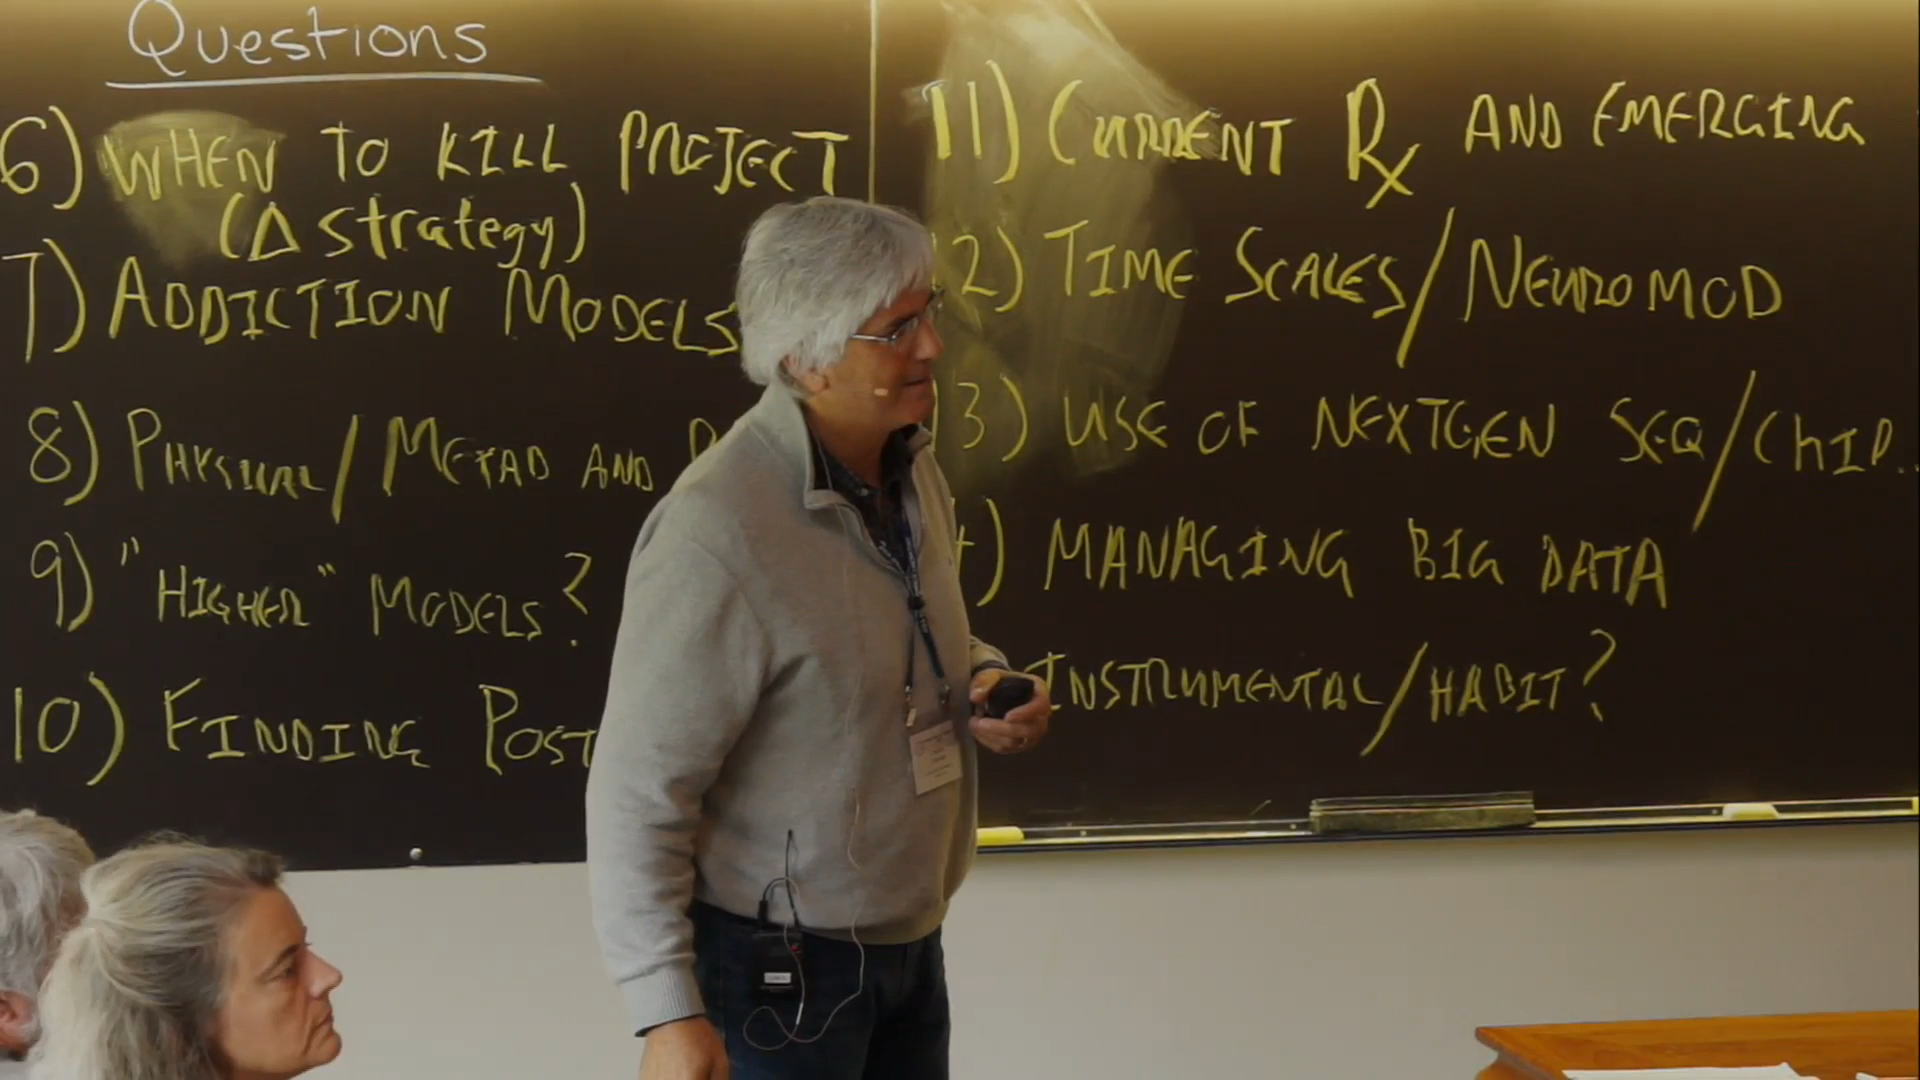 Questions
6) WHEN TO KILL PROJECT
(Δ strategy)
7) ADDICTION MODELS
8) PHYSICAL/METAB AND
9) "HIGHER" MODELS?
10) FINDING POST
11) CURRENT Rx AND EMERGING
12) TIME SCALES/NEUROMOD
13) USE OF NEXTGEN SEQ/ChIP...
4) MANAGING BIG DATA
INSTRUMENTAL/HABIT?